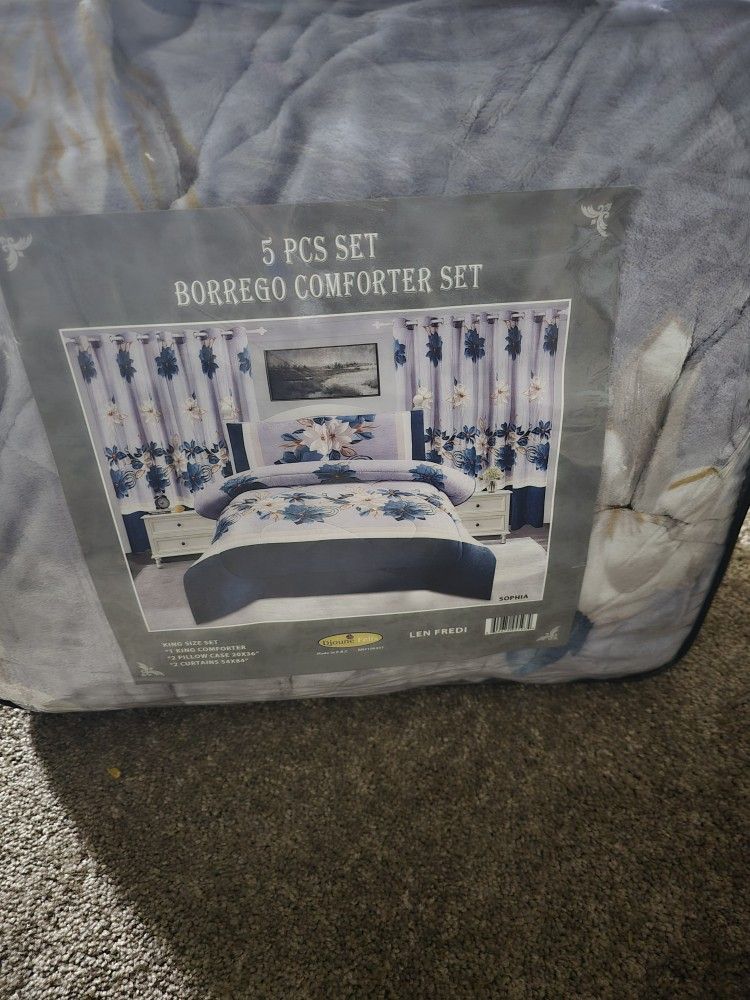 5 PCS SET
BORREGO COMFORTER SET
SOPHIA
KING SIZE SET
*1 KING COMFORTER
*2 PILLOW CASE 20X36"
*2 CURTAINS 54X84"
Djoune
LEN FREDI